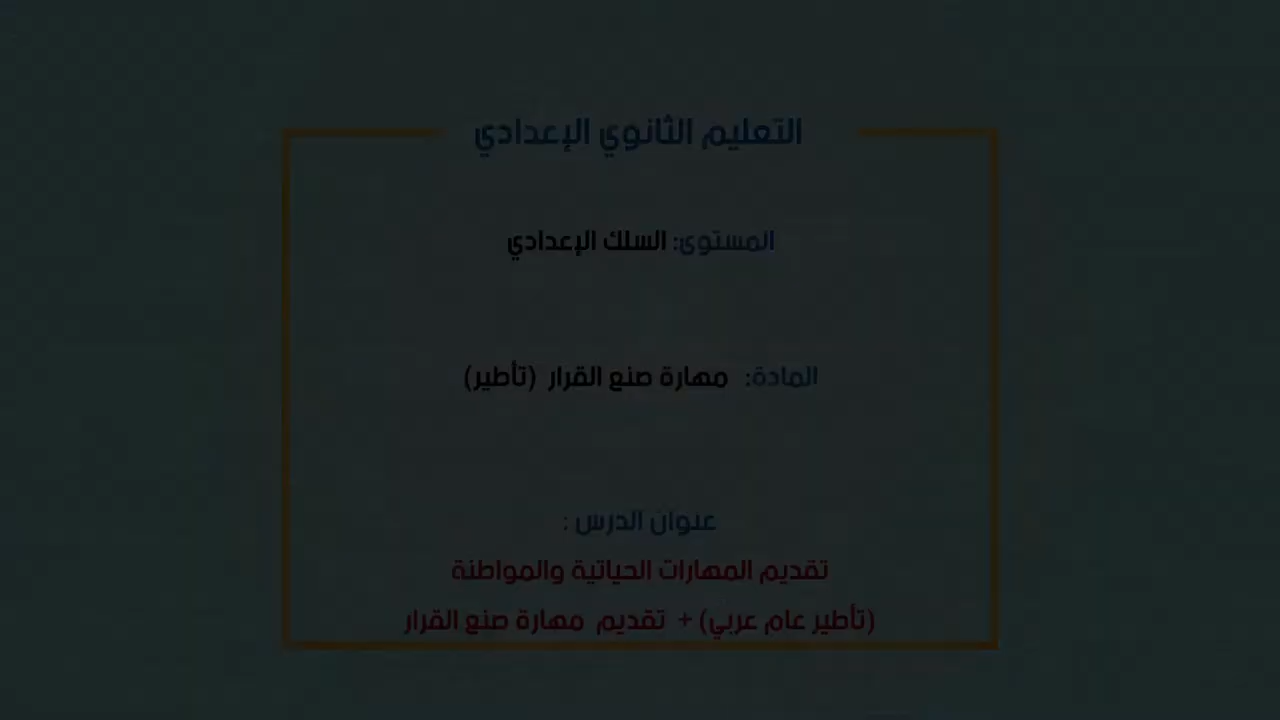 التعليم الثانوي الإعدادي
المستوى: السلك الإعدادي
المادة: مهارة صنع القرار (تأطير)
عنوان الدرس :
تقديم المهارات الحياتية والمواطنة
(تأطير عام عربي) + تقديم مهارة صنع القرار